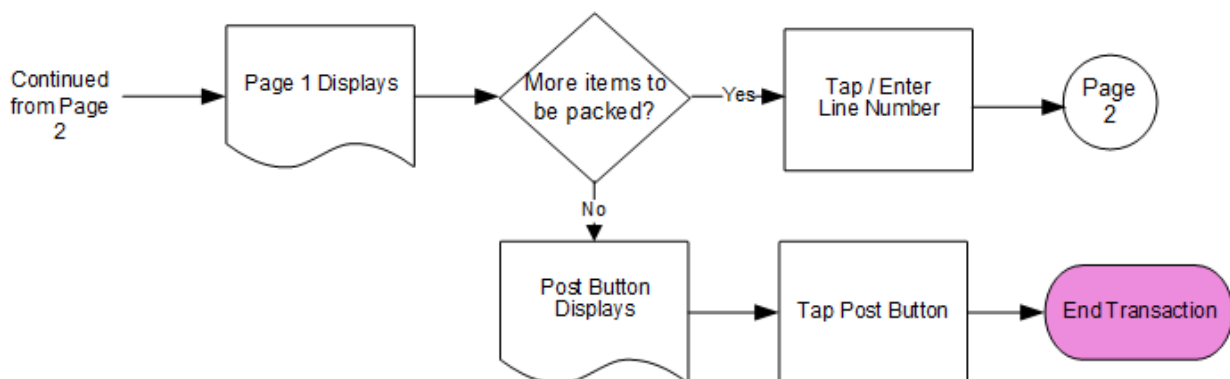 Continued
from Page
2
Page 1 Displays
More items to
be packed?
Yes
Tap / Enter
Line Number
Page
2
No
Post Button
Displays
Tap Post Button
End Transaction